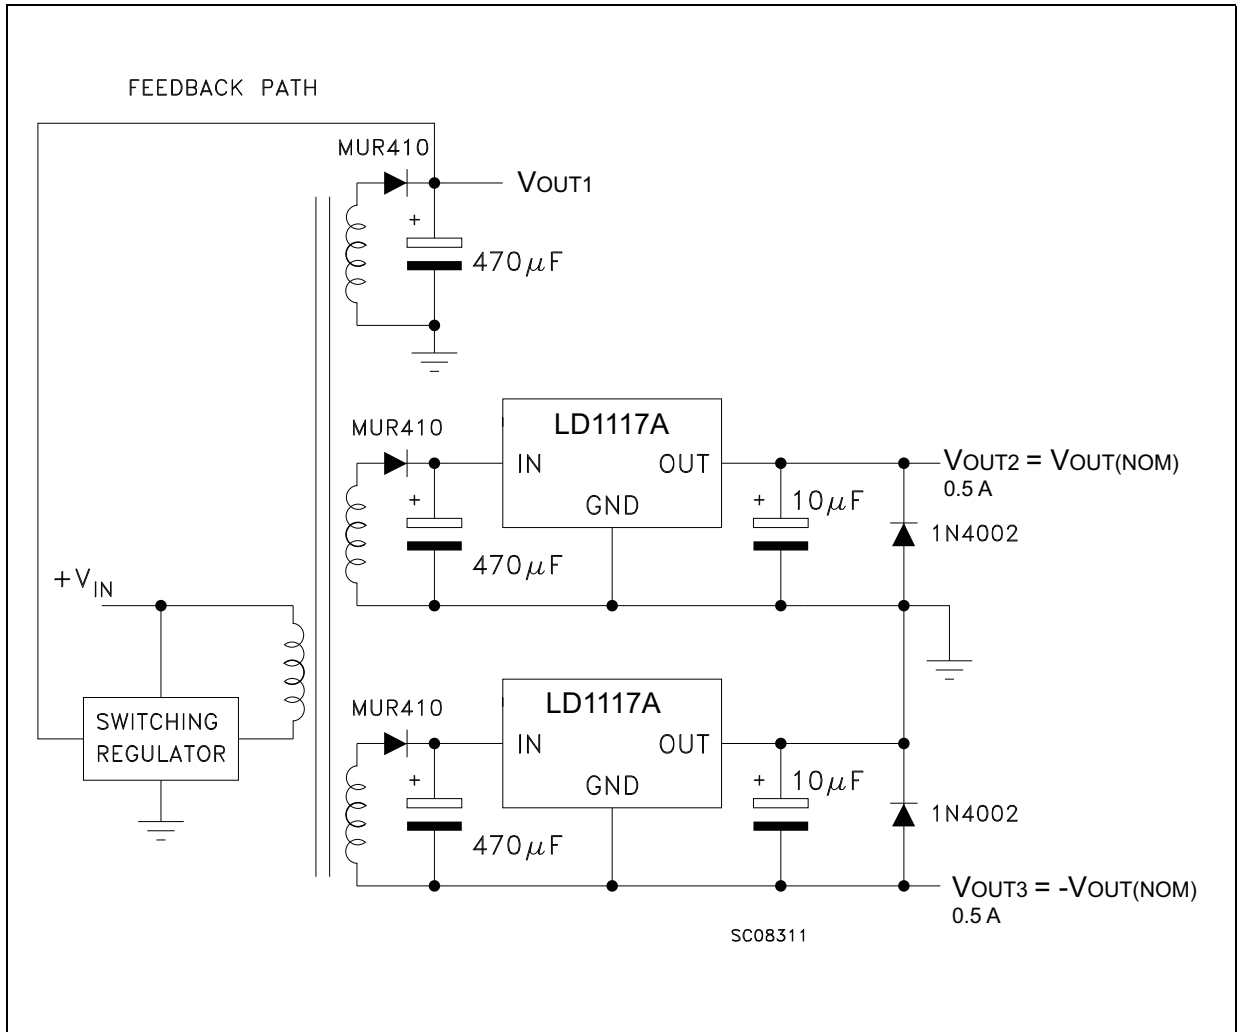 FEEDBACK PATH
MUR410
VOUT1
+
470µF
MUR410
LD1117A
IN OUT
GND
+
470µF
+
10µF
VOUT2 = VOUT(NOM)
0.5 A
1N4002
+VIN
SWITCHING
REGULATOR
MUR410
LD1117A
IN OUT
GND
+
470µF
+
10µF
1N4002
VOUT3 = -VOUT(NOM)
0.5 A
SC08311